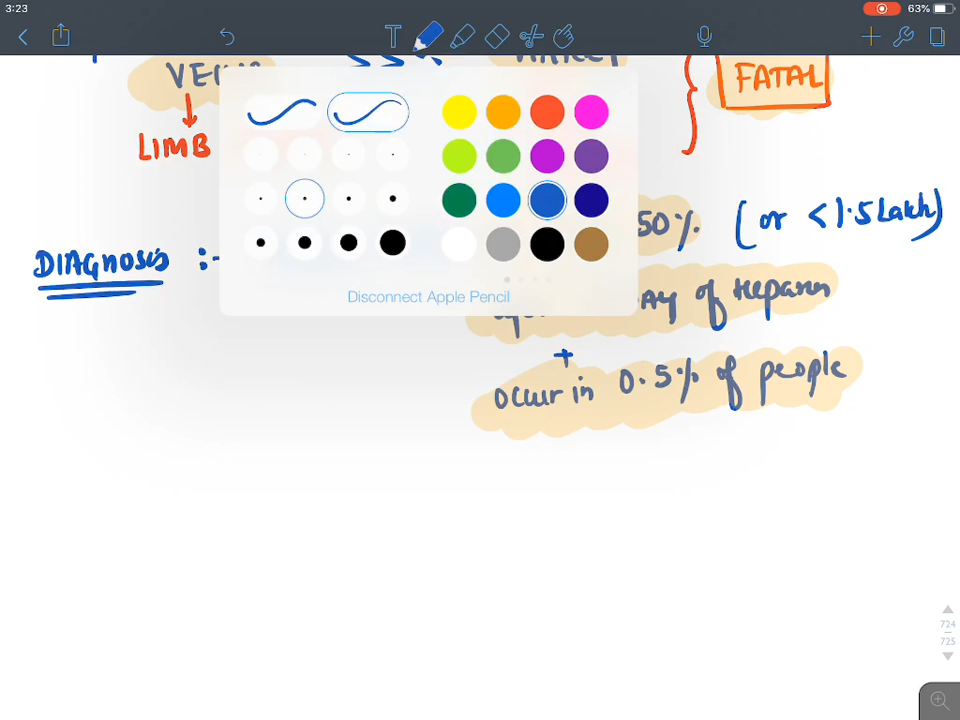 3:23
63%
T
VEIN
FATAL
LIMB
50% (or <1.5 Lakh)
DIAGNOSIS :-
of Heparin
Disconnect Apple Pencil
+
occur in 0.5% of people
724
725